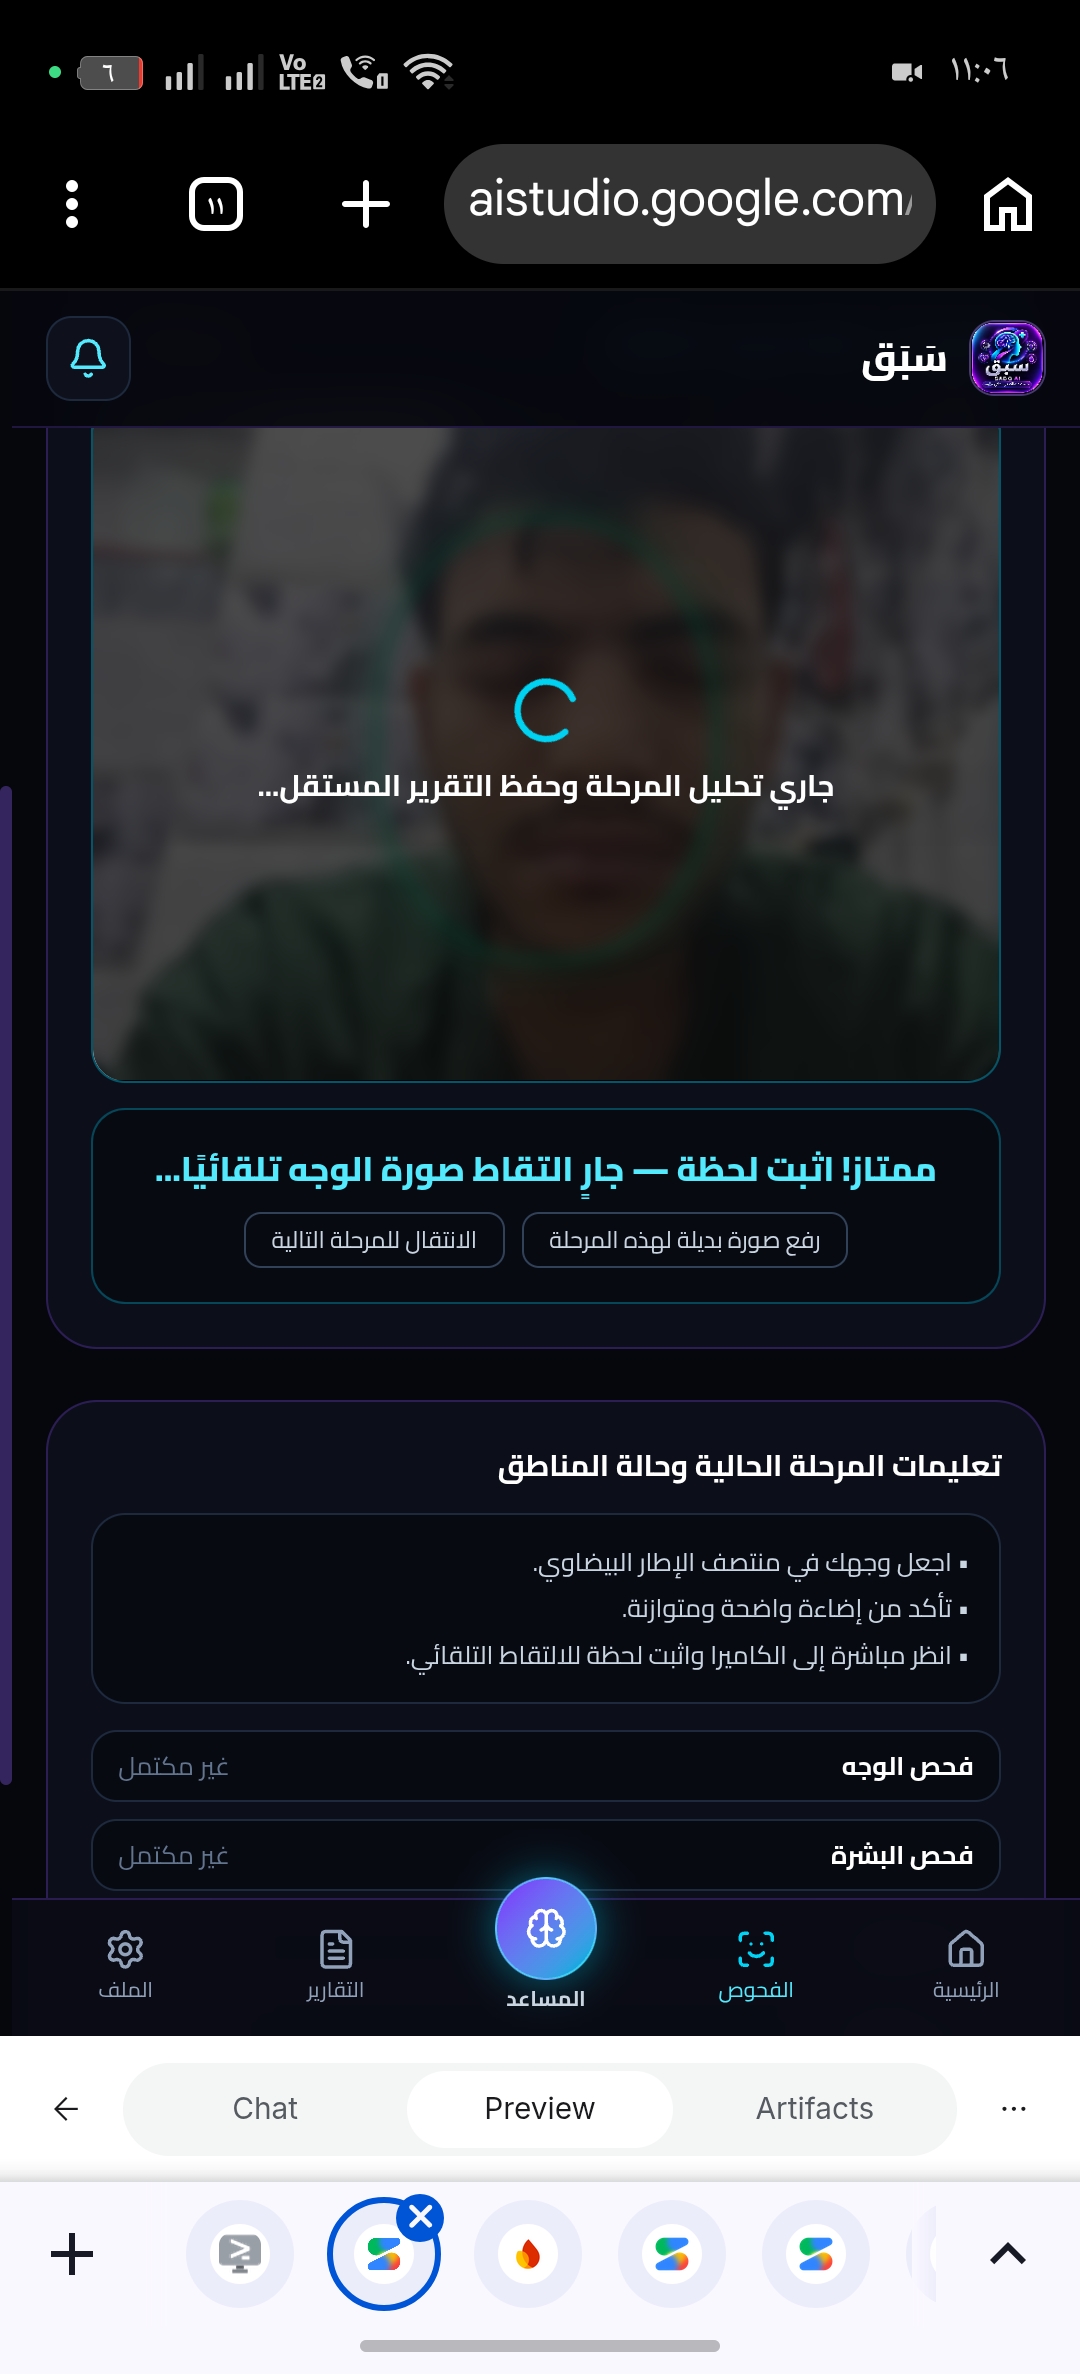 ١١:٠٦
Vo
LTE2
٦
aistudio.google.com/
١١
سَبَق
جاري تحليل المرحلة وحفظ التقرير المستقل...
ممتاز! اثبت لحظة — جارٍ التقاط صورة الوجه تلقائيًا...
رفع صورة بديلة لهذه المرحلة
الانتقال للمرحلة التالية
تعليمات المرحلة الحالية وحالة المناطق
▪ اجعل وجهك في منتصف الإطار البيضاوي.
▪ تأكد من إضاءة واضحة ومتوازنة.
▪ انظر مباشرة إلى الكاميرا واثبت لحظة للالتقاط التلقائي.
فحص الوجه
غير مكتمل
فحص البشرة
غير مكتمل
الرئيسية
الفحوص
المساعد
التقارير
الملف
Chat
Preview
Artifacts